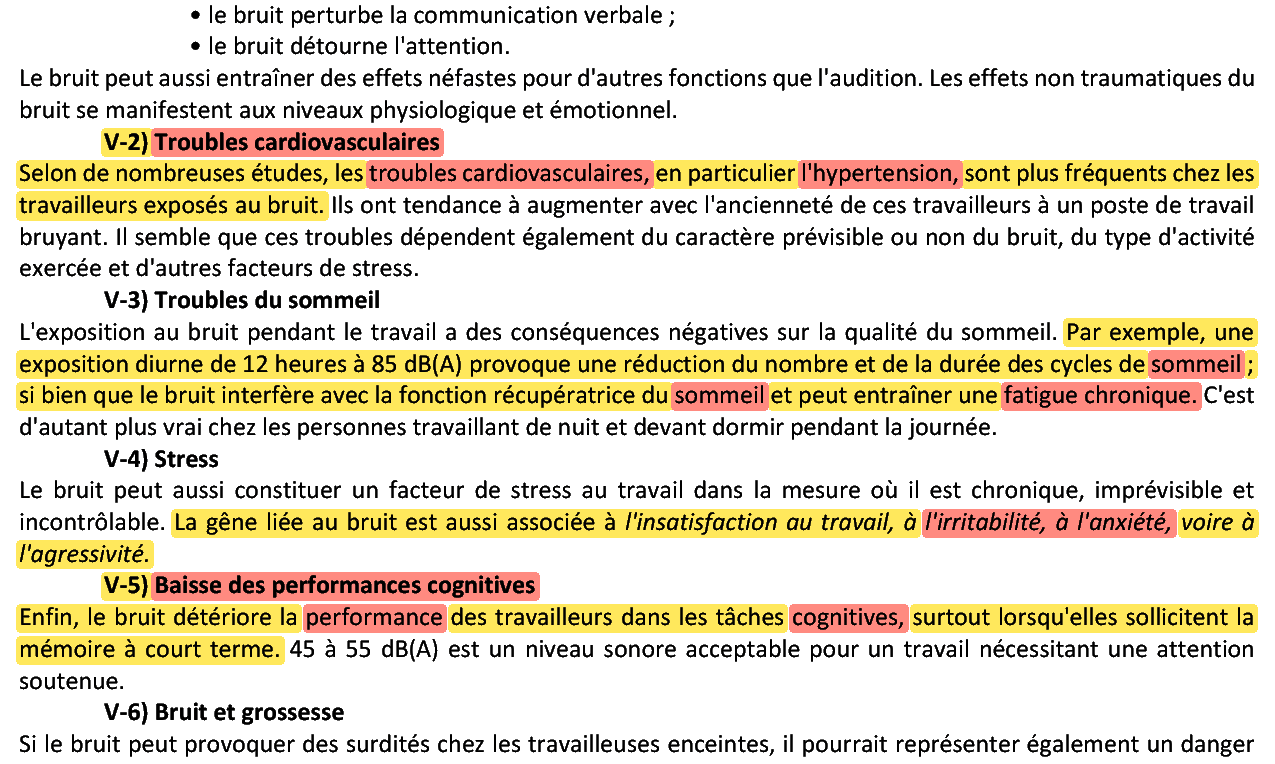 • le bruit perturbe la communication verbale ;
• le bruit détourne l'attention.
Le bruit peut aussi entraîner des effets néfastes pour d'autres fonctions que l'audition. Les effets non traumatiques du
bruit se manifestent aux niveaux physiologique et émotionnel.
V-2) Troubles cardiovasculaires
Selon de nombreuses études, les troubles cardiovasculaires, en particulier l'hypertension, sont plus fréquents chez les
travailleurs exposés au bruit. Ils ont tendance à augmenter avec l'ancienneté de ces travailleurs à un poste de travail
bruyant. Il semble que ces troubles dépendent également du caractère prévisible ou non du bruit, du type d'activité
exercée et d'autres facteurs de stress.
V-3) Troubles du sommeil
L'exposition au bruit pendant le travail a des conséquences négatives sur la qualité du sommeil. Par exemple, une
exposition diurne de 12 heures à 85 dB(A) provoque une réduction du nombre et de la durée des cycles de sommeil ;
si bien que le bruit interfère avec la fonction récupératrice du sommeil et peut entraîner une fatigue chronique. C'est
d'autant plus vrai chez les personnes travaillant de nuit et devant dormir pendant la journée.
V-4) Stress
Le bruit peut aussi constituer un facteur de stress au travail dans la mesure où il est chronique, imprévisible et
incontrôlable. La gêne liée au bruit est aussi associée à l'insatisfaction au travail, à l'irritabilité, à l'anxiété, voire à
l'agressivité.
V-5) Baisse des performances cognitives
Enfin, le bruit détériore la performance des travailleurs dans les tâches cognitives, surtout lorsqu'elles sollicitent la
mémoire à court terme. 45 à 55 dB(A) est un niveau sonore acceptable pour un travail nécessitant une attention
soutenue.
V-6) Bruit et grossesse
Si le bruit peut provoquer des surdités chez les travailleuses enceintes, il pourrait représenter également un danger